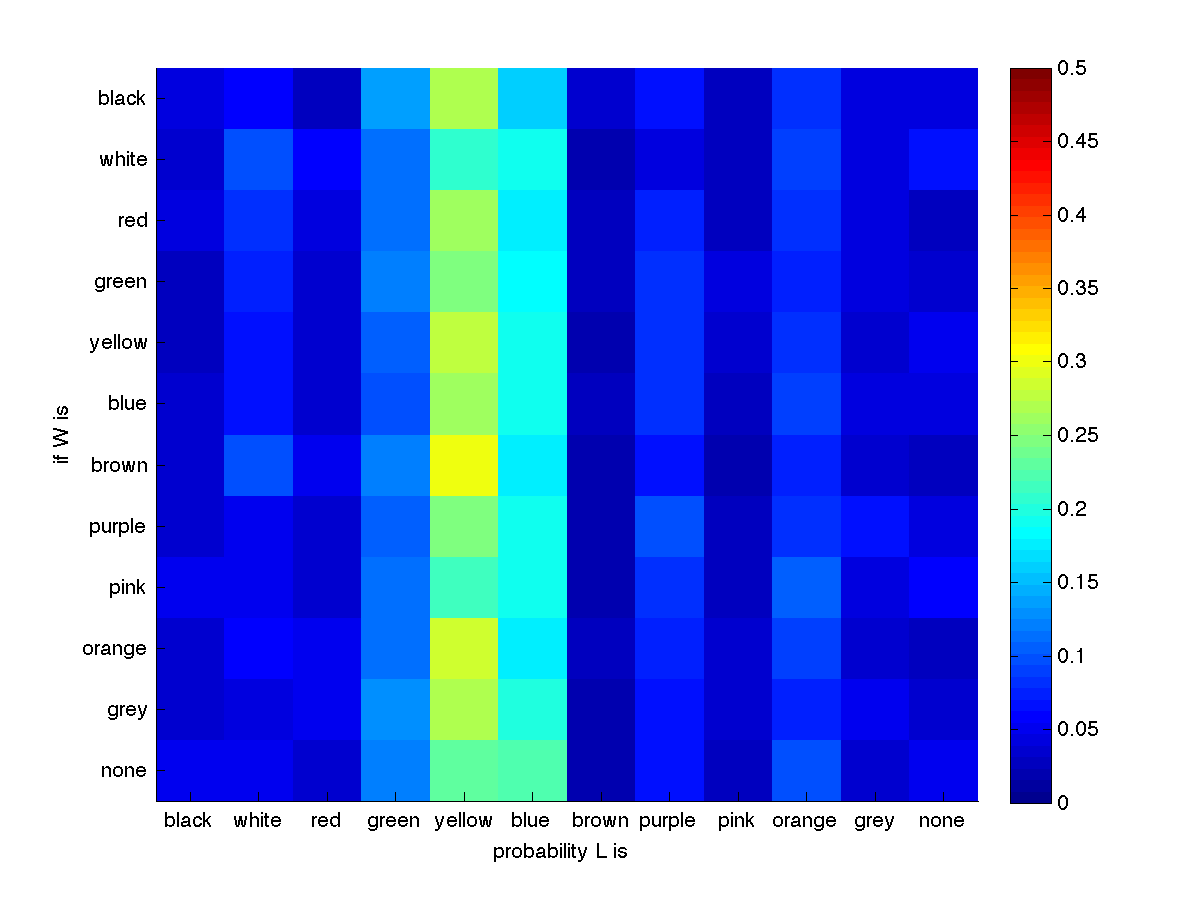 black
white
red
green
yellow
blue
brown
purple
pink
orange
grey
none
if W is
black white red green yellow blue brown purple pink orange grey none
probability L is
0.5
0.45
0.4
0.35
0.3
0.25
0.2
0.15
0.1
0.05
0